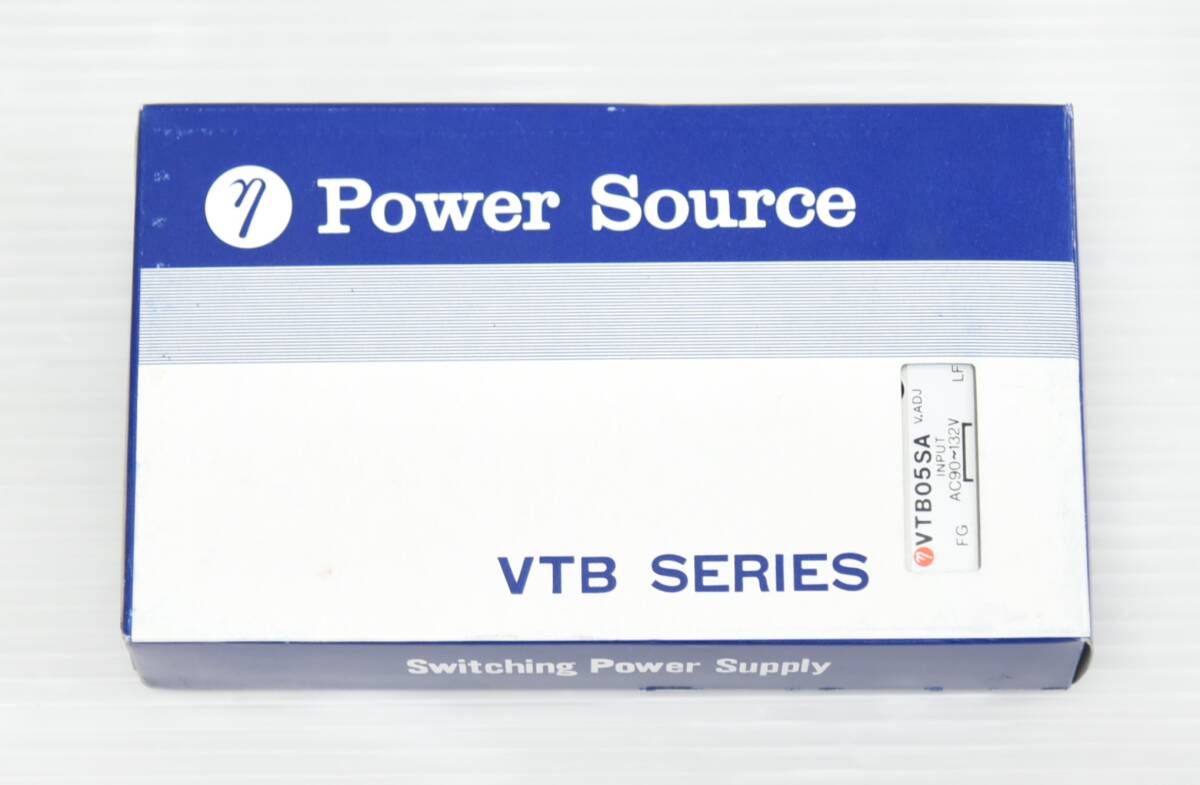 η Power Source
η VTB05SA V.ADJ
INPUT
FG AC90~132V LF
VTB SERIES
Switching Power Supply